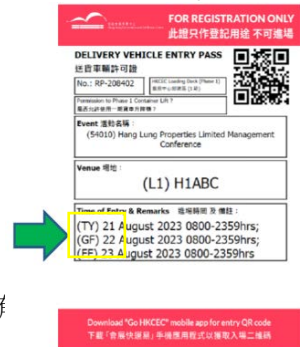 FOR REGISTRATION ONLY
此證只作登記用途 不可進場
DELIVERY VEHICLE ENTRY PASS
送貨車輛許可證
No.: RP-208402
HKCEC Loading Dock (Phase 1)
Permission to Phase 1 Container Lift ?
Event 活動名稱 :
(54010) Hang Lung Properties Limited Management
Conference
Venue 場地 :
(L1) H1ABC
Time of Entry & Remarks 進場時間 及 備註 :
(TY) 21 August 2023 0800-2359hrs;
(GF) 22 August 2023 0800-2359hrs;
(FF) 23 August 2023 0800-2359hrs
Download "Go HKCEC" mobile app for entry QR code
下載「會展快選易」手機應用程式以獲取入場二維碼